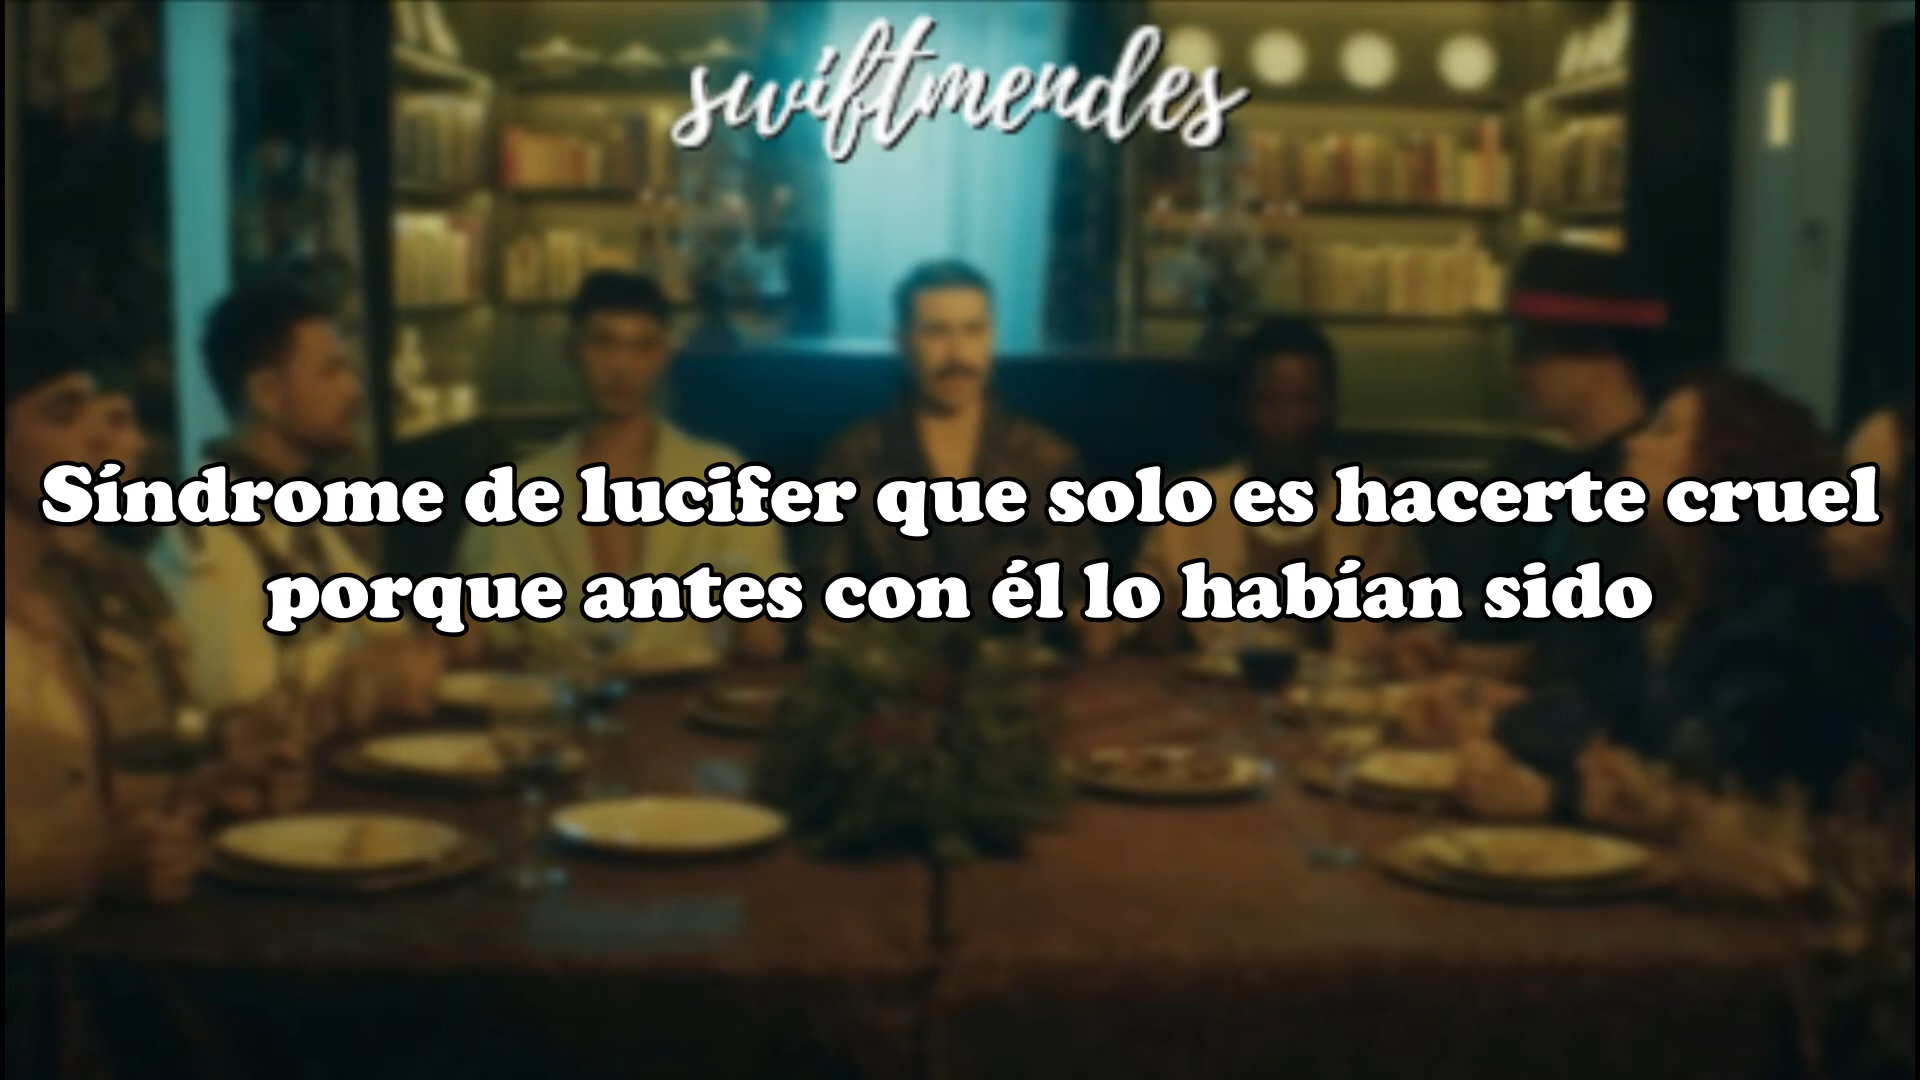 swiftmendes
Síndrome de lucifer que solo es hacerte cruel
porque antes con él lo habían sido